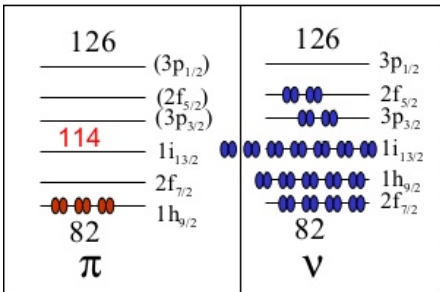 126
(3p1/2)
(2f5/2)
(3p3/2)
114
1i13/2
2f7/2
1h9/2
82
π
126
3p1/2
2f5/2
3p3/2
1i13/2
1h9/2
2f7/2
82
ν